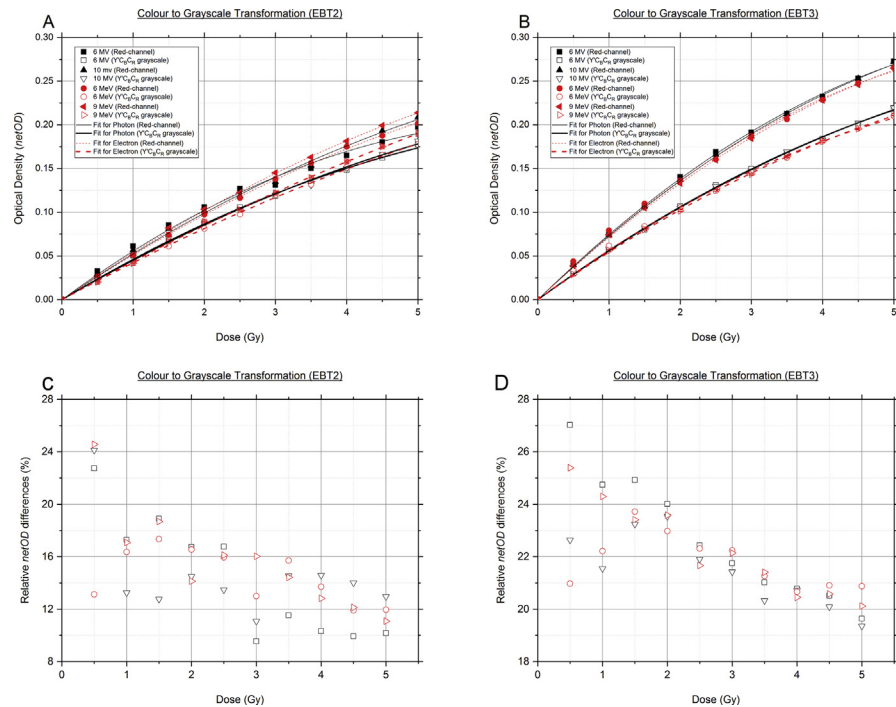 A
Colour to Grayscale Transformation (EBT2)
Optical Density (netOD)
0.30
0.25
0.20
0.15
0.10
0.05
0.00
6 MV (Red-channel)
6 MV (Y'CBCR grayscale)
10 mv (Red-channel)
10 MV (Y'CBCR grayscale)
6 MeV (Red-channel)
6 MeV (Y'CBCR grayscale)
9 MeV (Red-channel)
9 MeV (Y'CBCR grayscale)
Fit for Photon (Red-channel)
Fit for Photon (Y'CBCR grayscale)
Fit for Electron (Red-channel)
Fit for Electron (Y'CBCR grayscale)
0 1 2 3 4 5
Dose (Gy)
B
Colour to Grayscale Transformation (EBT3)
Optical Density (netOD)
0.30
0.25
0.20
0.15
0.10
0.05
0.00
6 MV (Red-channel)
6 MV (Y'CBCR grayscale)
10 MV (Red-channel)
10 MV (Y'CBCR grayscale)
6 MeV (Red-channel)
6 MeV (Y'CBCR grayscale)
9 MeV (Red-channel)
9 MeV (Y'CBCR grayscale)
Fit for Photon (Red-channel)
Fit for Photon (Y'CBCR grayscale)
Fit for Electron (Red-channel)
Fit for Electron (Y'CBCR grayscale)
0 1 2 3 4 5
Dose (Gy)
C
Colour to Grayscale Transformation (EBT2)
Relative netOD differences (%)
28
24
20
16
12
8
0 1 2 3 4 5
Dose (Gy)
D
Colour to Grayscale Transformation (EBT3)
Relative netOD differences (%)
28
26
24
22
20
18
0 1 2 3 4 5
Dose (Gy)